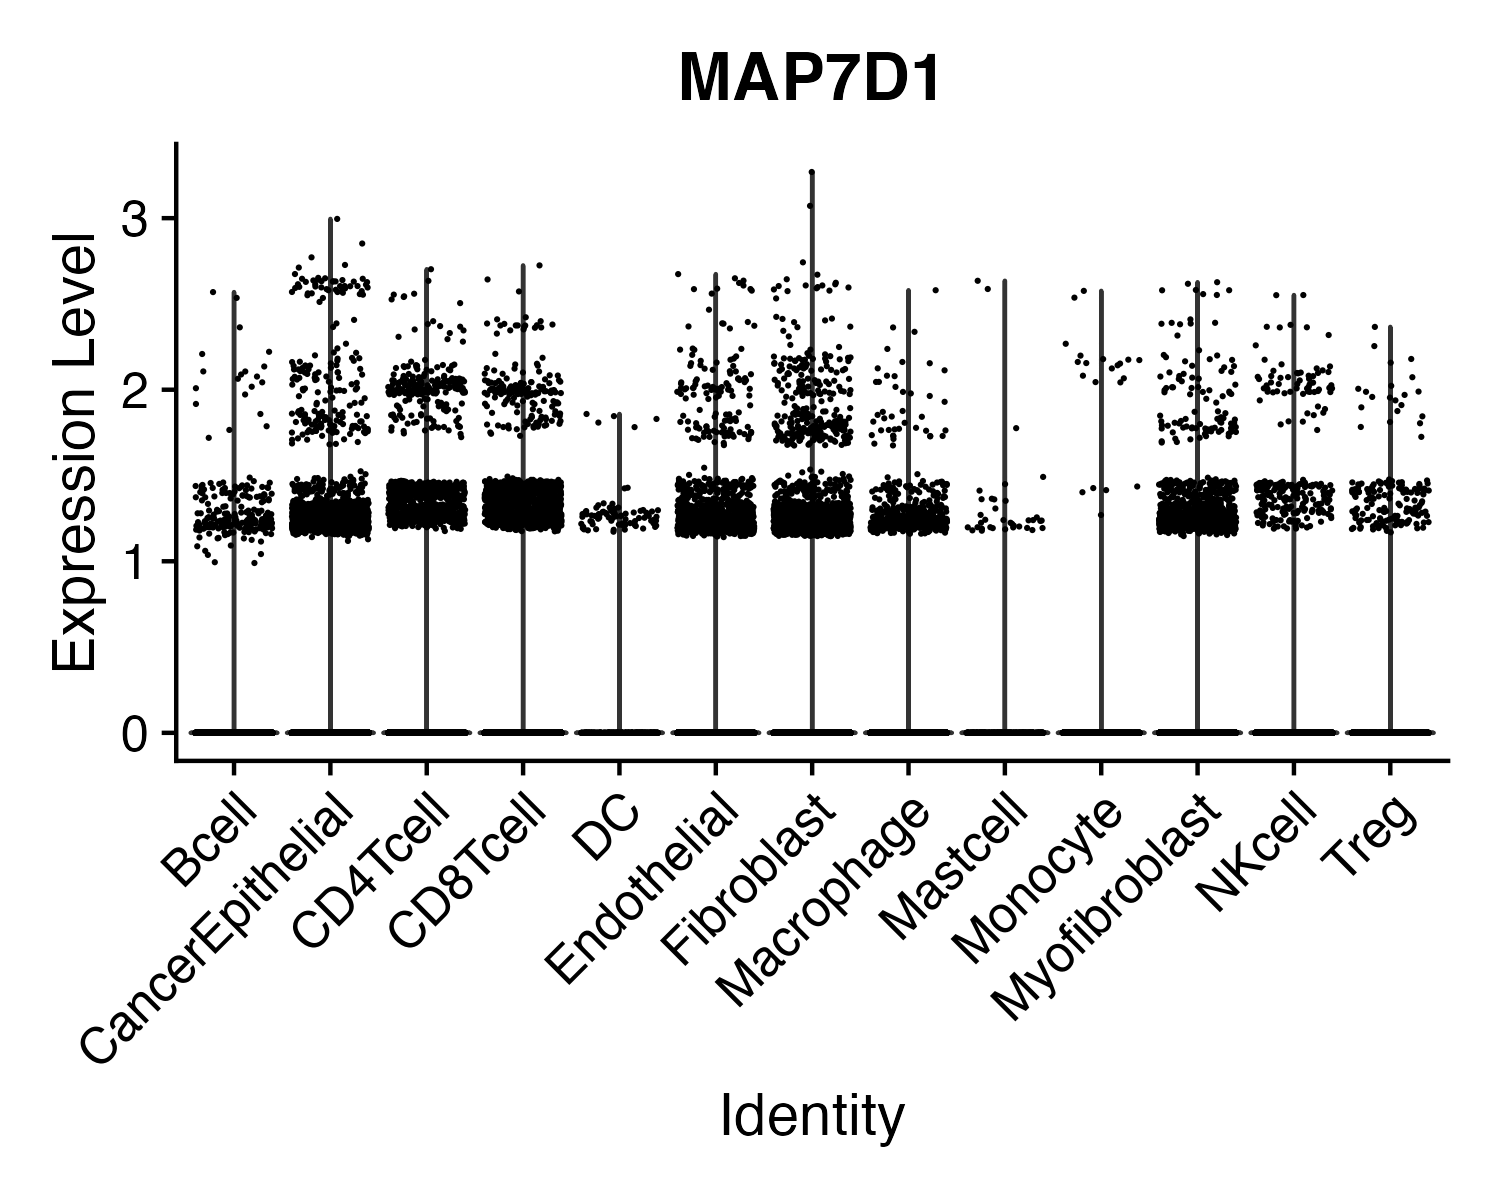 MAP7D1
Expression Level
3
2
1
0
Bcell
CancerEpithelial
CD4Tcell
CD8Tcell
DC
Endothelial
Fibroblast
Macrophage
Mastcell
Monocyte
Myofibroblast
NKcell
Treg
Identity